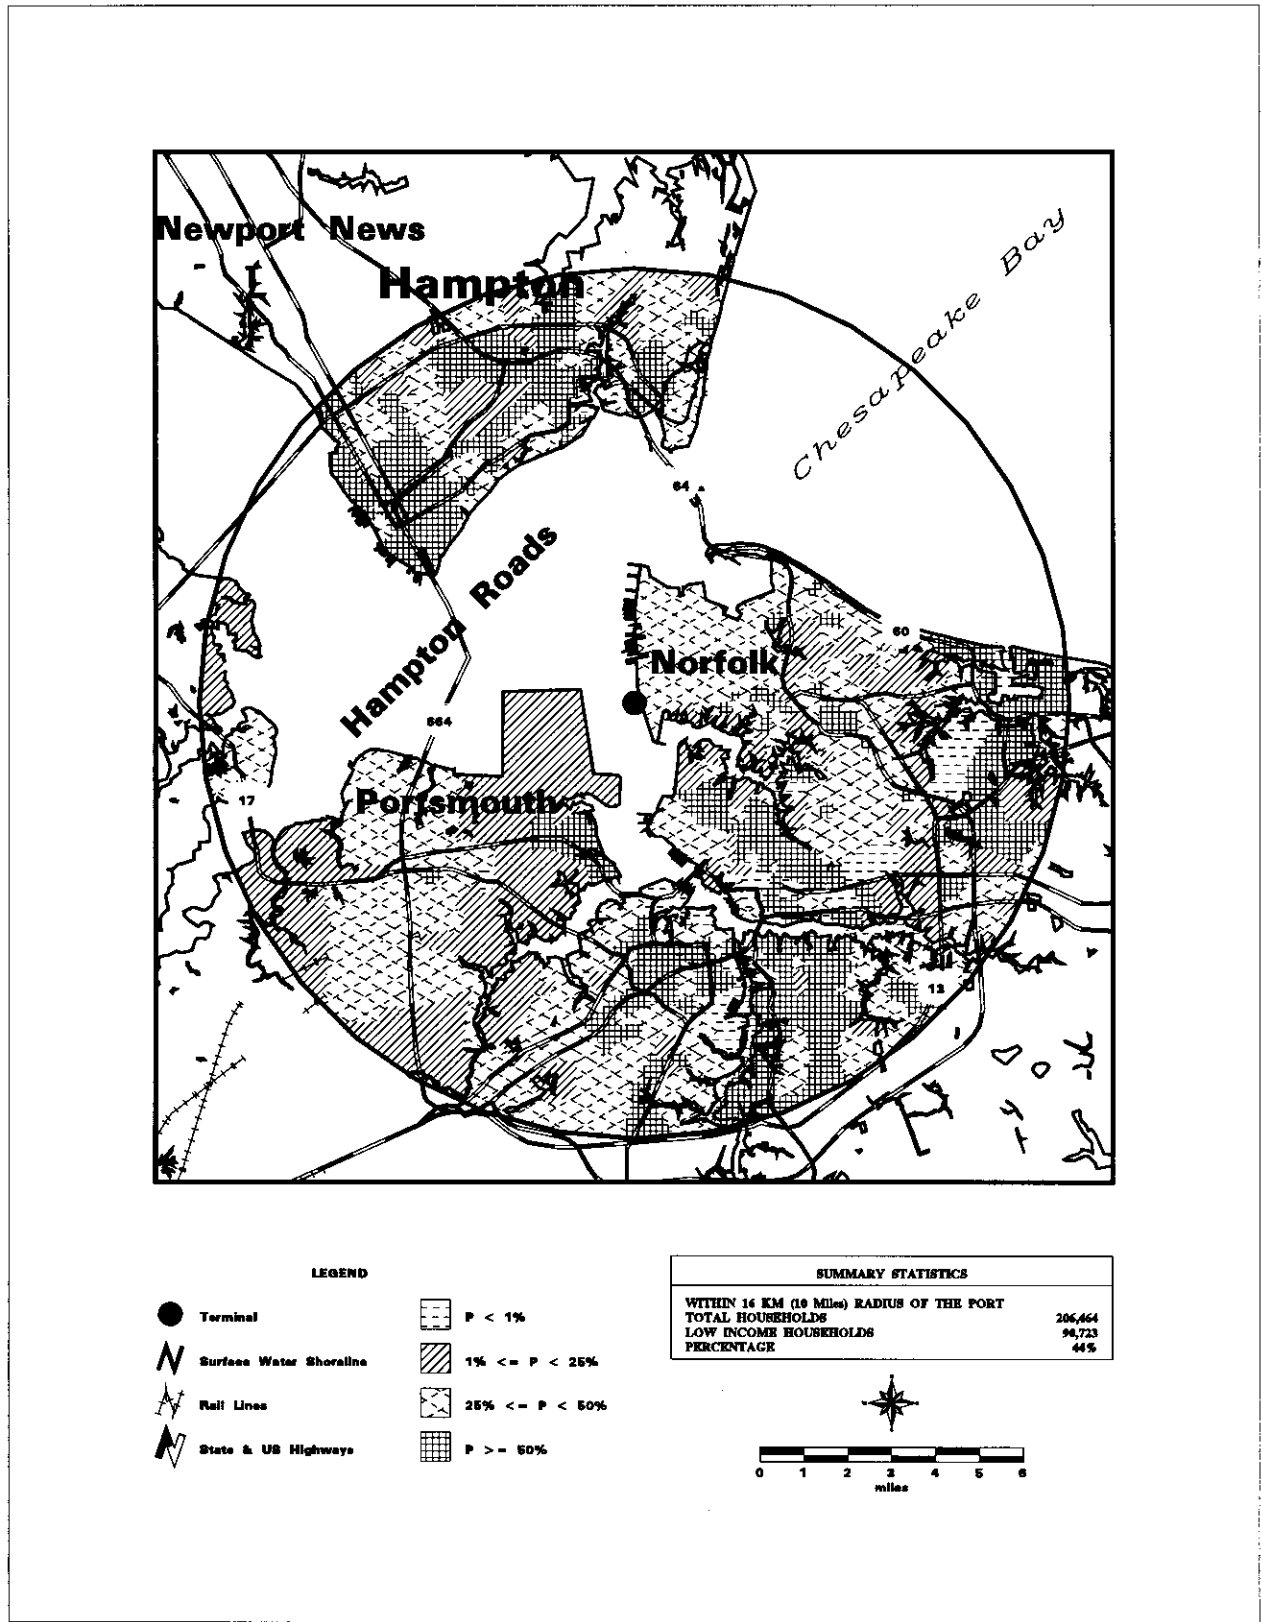 Newport News
Hampton
Chesapeake Bay
64
Hampton Roads
60
Norfolk
664
17
Portsmouth
13
LEGEND
Terminal
Surface Water Shoreline
Rail Lines
State & US Highways
P < 1%
1% <= P < 25%
25% <= P < 50%
P >= 50%
SUMMARY STATISTICS
WITHIN 16 KM (10 Miles) RADIUS OF THE PORT
TOTAL HOUSEHOLDS 206,464
LOW INCOME HOUSEHOLDS 90,723
PERCENTAGE 44%
0 1 2 3 4 5 6
miles